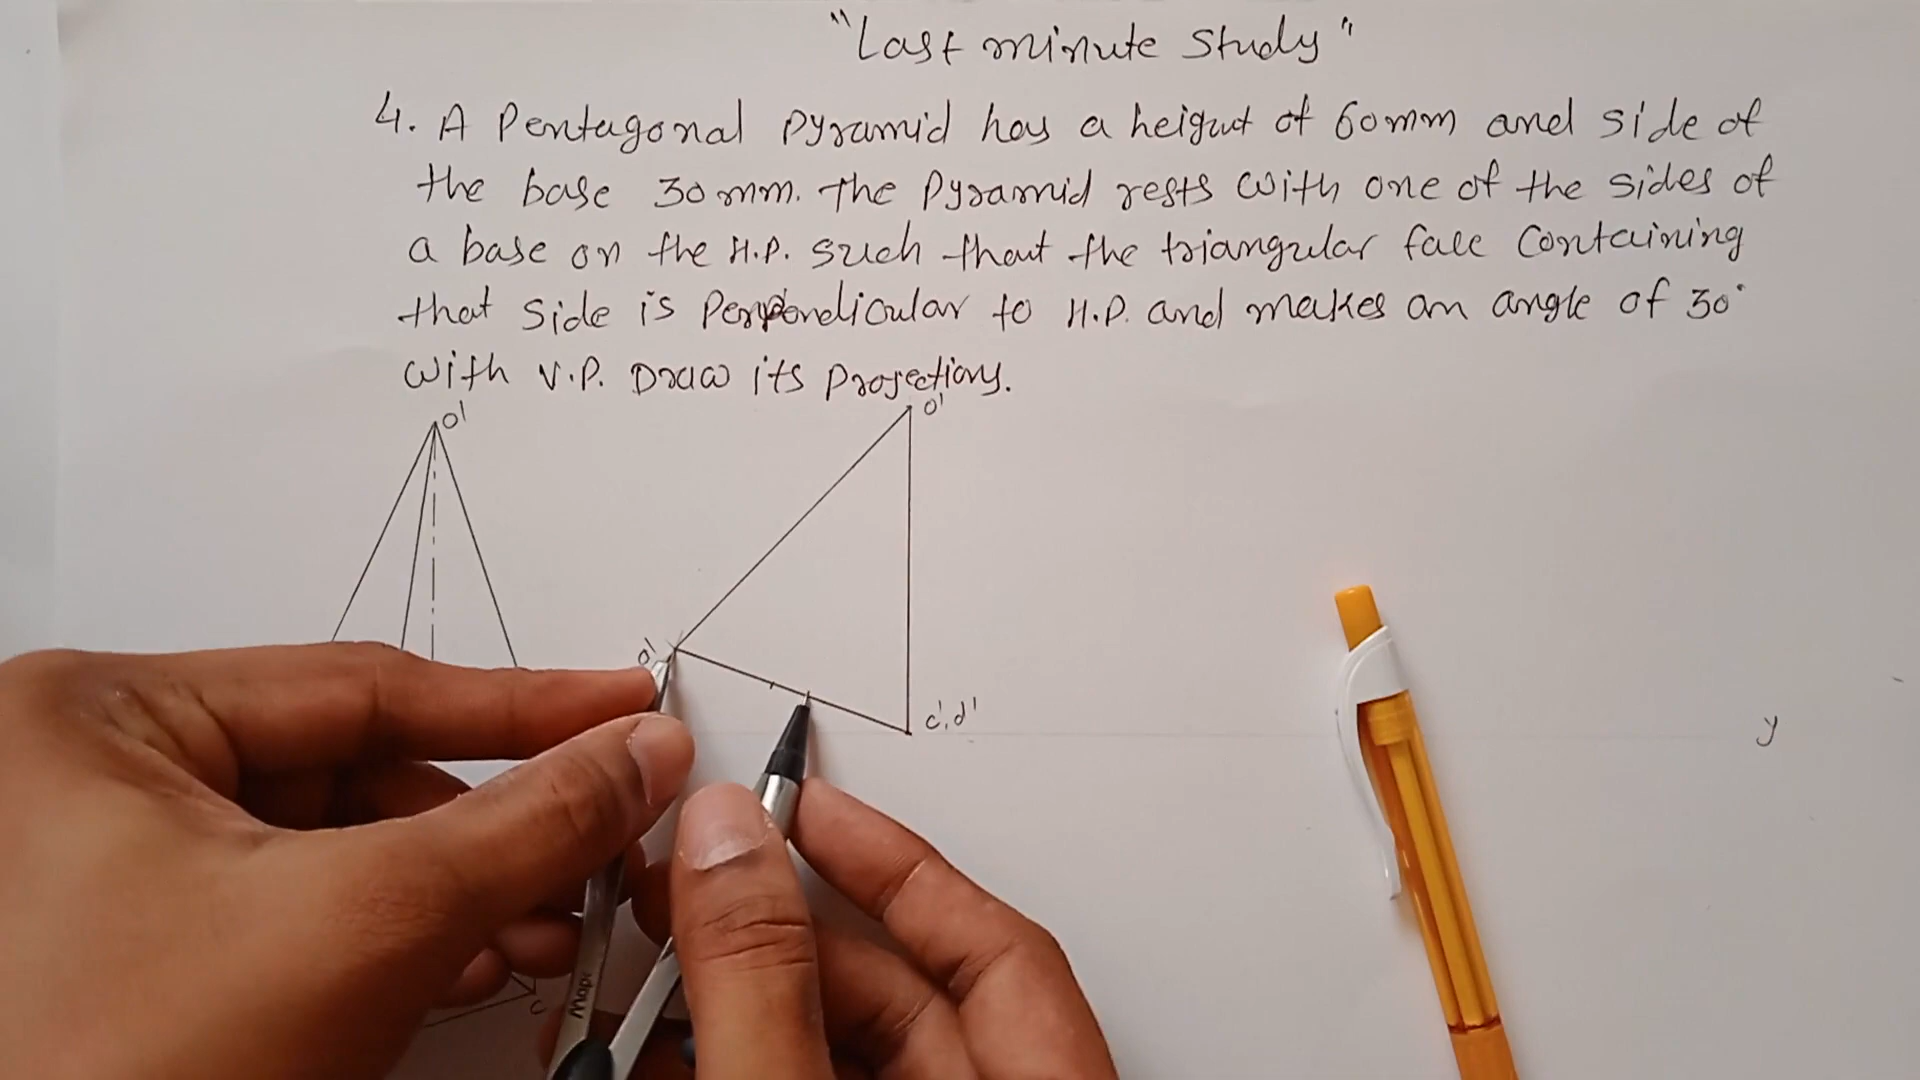 "Last minute study"
4. A Pentagonal pyramid has a height of 60mm and side of
the base 30mm. The pyramid rests with one of the sides of
a base on the H.P. such that the triangular face containing
that side is Perpendicular to H.P. and makes an angle of 30°
with V.P. Draw its projections.
o' o'
a'
c',d' y
c